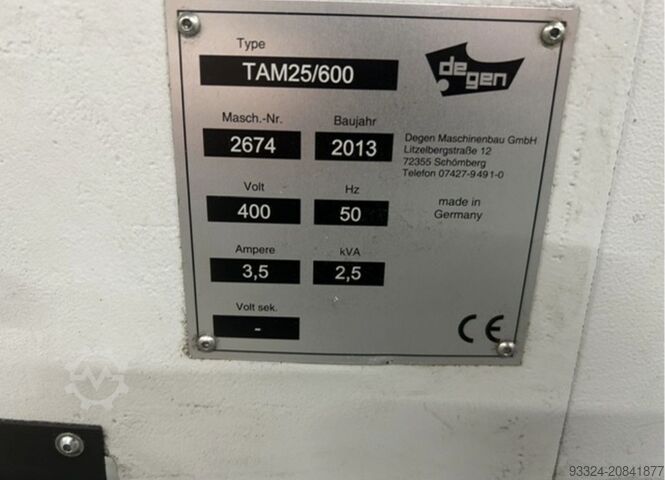 Type
TAM25/600
degen
Masch.-Nr.
Baujahr
2674
2013
Degen Maschinenbau GmbH
Litzelbergstraße 12
72355 Schömberg
Telefon 07427-9491-0
Volt
Hz
400
50
made in
Germany
Ampere
kVA
3,5
2,5
Volt sek.
-
CE
93324-20841877